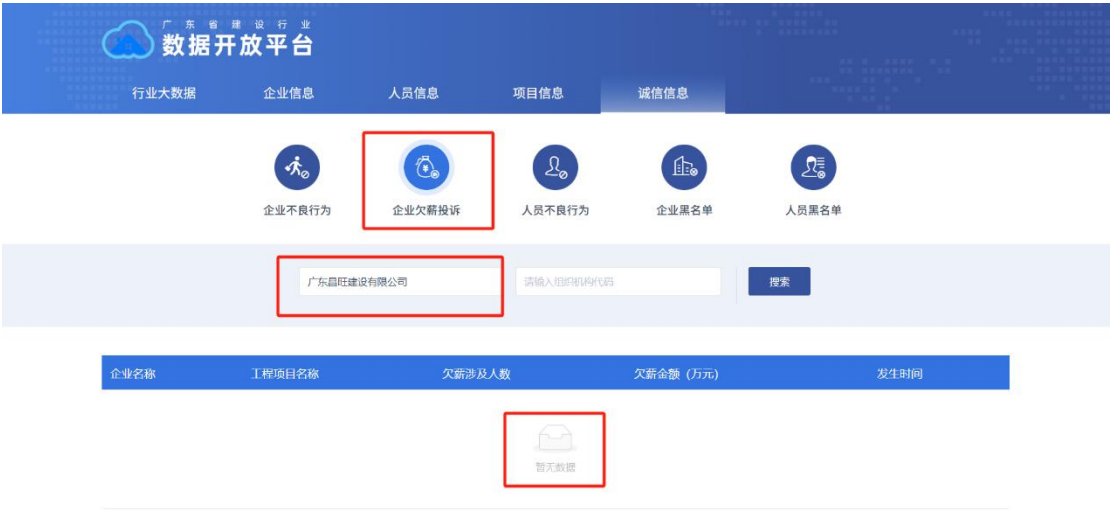 广东省建设行业
数据开放平台
行业大数据 企业信息 人员信息 项目信息 诚信信息
企业不良行为 企业欠薪投诉 人员不良行为 企业黑名单 人员黑名单
广东昌旺建设有限公司 请输入组织机构代码 搜索
企业名称 工程项目名称 欠薪涉及人数 欠薪金额 (万元) 发生时间
暂无数据